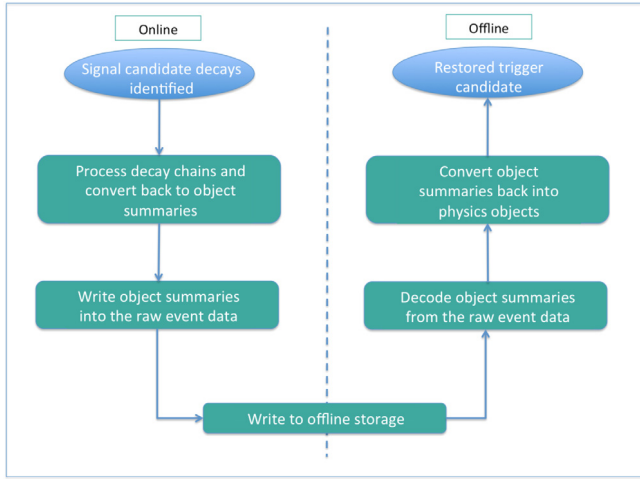 Online
Signal candidate decays
identified
Process decay chains and
convert back to object
summaries
Write object summaries
into the raw event data
Write to offline storage
Offline
Restored trigger
candidate
Convert object
summaries back into
physics objects
Decode object summaries
from the raw event data